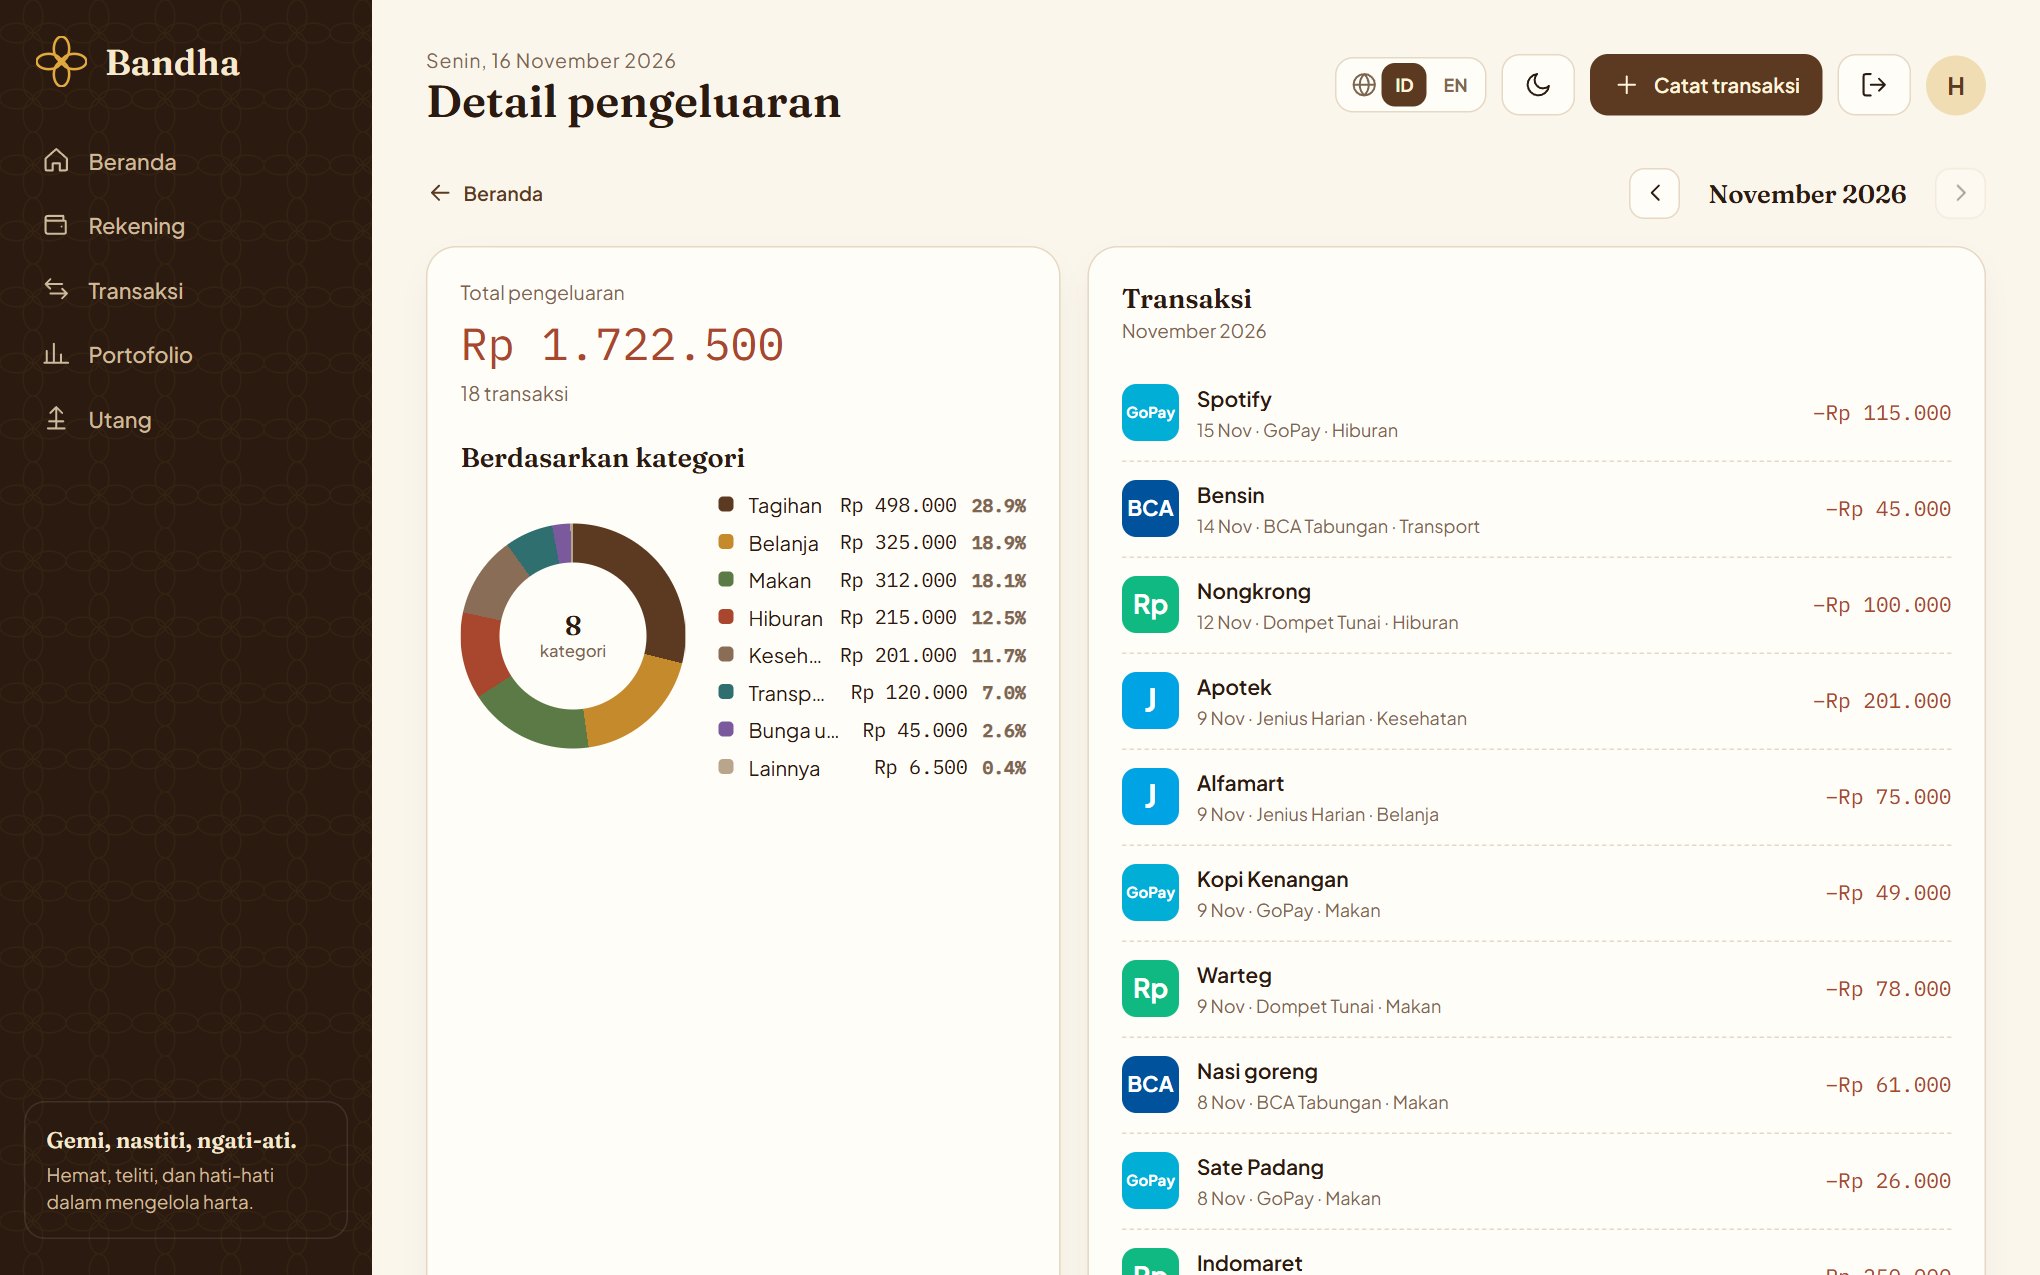 Bandha
Beranda
Rekening
Transaksi
Portofolio
Utang
Gemi, nastiti, ngati-ati.
Hemat, teliti, dan hati-hati
dalam mengelola harta.
Senin, 16 November 2026
Detail pengeluaran
ID EN
Catat transaksi
H
Beranda
November 2026
Total pengeluaran
Rp 1.722.500
18 transaksi
Berdasarkan kategori
8
kategori
Tagihan Rp 498.000 28.9%
Belanja Rp 325.000 18.9%
Makan Rp 312.000 18.1%
Hiburan Rp 215.000 12.5%
Keseh... Rp 201.000 11.7%
Transp... Rp 120.000 7.0%
Bunga u... Rp 45.000 2.6%
Lainnya Rp 6.500 0.4%
Transaksi
November 2026
GoPay
Spotify
15 Nov · GoPay · Hiburan
−Rp 115.000
BCA
Bensin
14 Nov · BCA Tabungan · Transport
−Rp 45.000
Rp
Nongkrong
12 Nov · Dompet Tunai · Hiburan
−Rp 100.000
J
Apotek
9 Nov · Jenius Harian · Kesehatan
−Rp 201.000
J
Alfamart
9 Nov · Jenius Harian · Belanja
−Rp 75.000
GoPay
Kopi Kenangan
9 Nov · GoPay · Makan
−Rp 49.000
Rp
Warteg
9 Nov · Dompet Tunai · Makan
−Rp 78.000
BCA
Nasi goreng
8 Nov · BCA Tabungan · Makan
−Rp 61.000
GoPay
Sate Padang
8 Nov · GoPay · Makan
−Rp 26.000
Rp
Indomaret